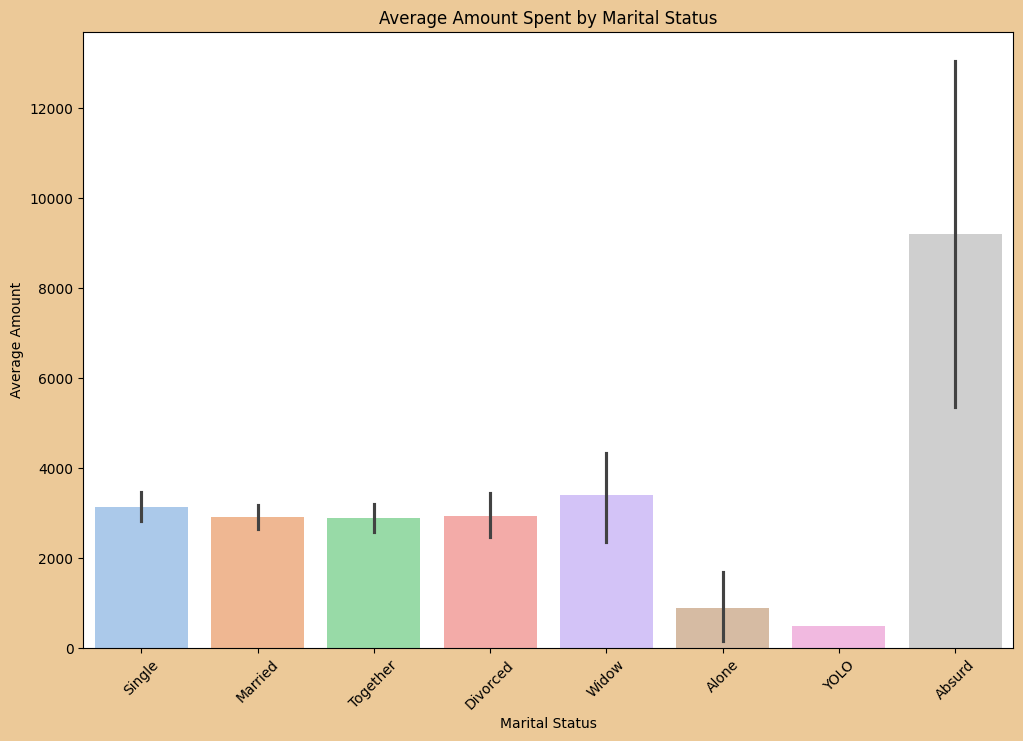 Average Amount Spent by Marital Status
Average Amount
12000
10000
8000
6000
4000
2000
0
Single
Married
Together
Divorced
Widow
Alone
YOLO
Absurd
Marital Status